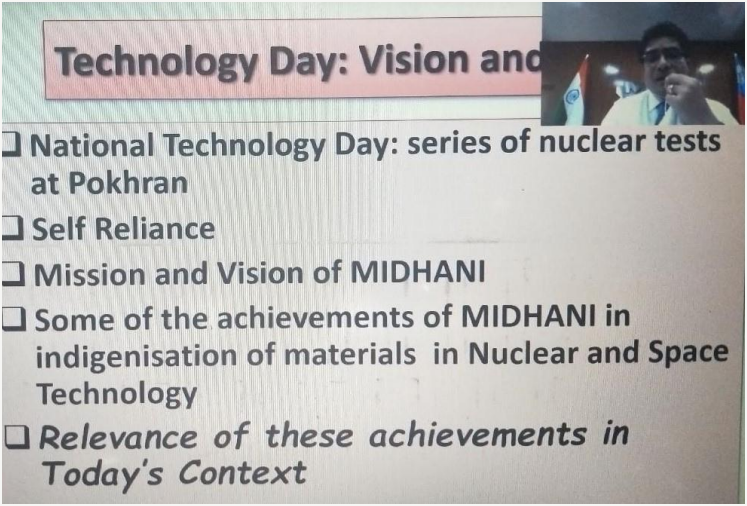 Technology Day: Vision and
❑ National Technology Day: series of nuclear tests
at Pokhran
❑ Self Reliance
❑ Mission and Vision of MIDHANI
❑ Some of the achievements of MIDHANI in
indigenisation of materials in Nuclear and Space
Technology
❑ Relevance of these achievements in
Today's Context